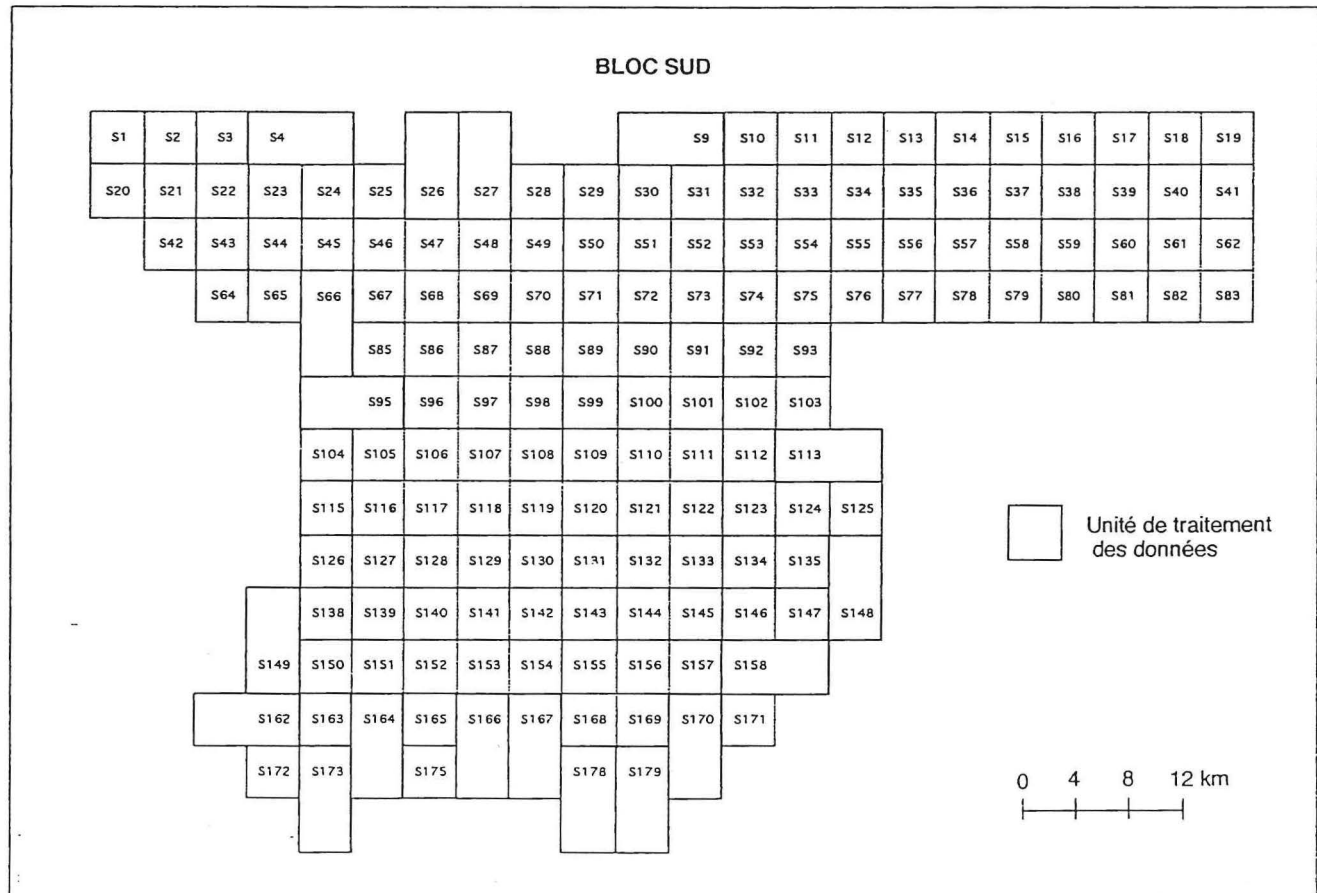 BLOC SUD
S1 S2 S3 S4 S9 S10 S11 S12 S13 S14 S15 S16 S17 S18 S19
S20 S21 S22 S23 S24 S25 S26 S27 S28 S29 S30 S31 S32 S33 S34 S35 S36 S37 S38 S39 S40 S41
S42 S43 S44 S45 S46 S47 S48 S49 S50 S51 S52 S53 S54 S55 S56 S57 S58 S59 S60 S61 S62
S64 S65 S66 S67 S68 S69 S70 S71 S72 S73 S74 S75 S76 S77 S78 S79 S80 S81 S82 S83
S85 S86 S87 S88 S89 S90 S91 S92 S93
S95 S96 S97 S98 S99 S100 S101 S102 S103
S104 S105 S106 S107 S108 S109 S110 S111 S112 S113
S115 S116 S117 S118 S119 S120 S121 S122 S123 S124 S125
Unité de traitement
des données
S126 S127 S128 S129 S130 S131 S132 S133 S134 S135
S138 S139 S140 S141 S142 S143 S144 S145 S146 S147 S148
S149 S150 S151 S152 S153 S154 S155 S156 S157 S158
S162 S163 S164 S165 S166 S167 S168 S169 S170 S171
S172 S173 S175 S178 S179
0 4 8 12 km